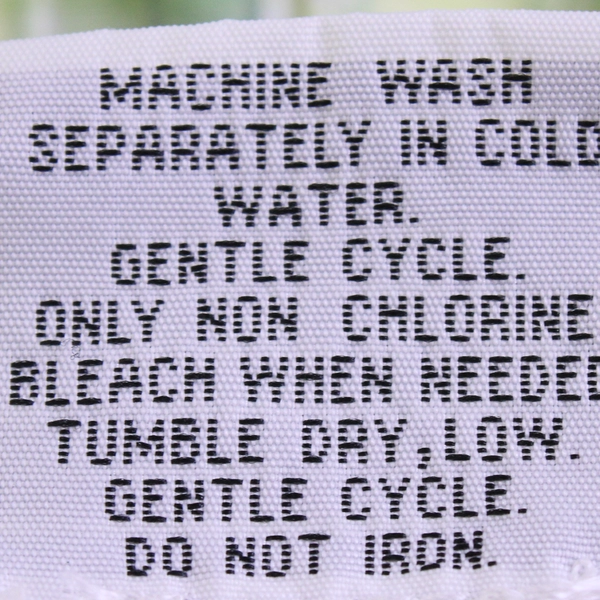 MACHINE WASH
SEPARATELY IN COLD
WATER.
GENTLE CYCLE.
ONLY NON CHLORINE
BLEACH WHEN NEEDED
TUMBLE DRY,LOW.
GENTLE CYCLE.
DO NOT IRON.